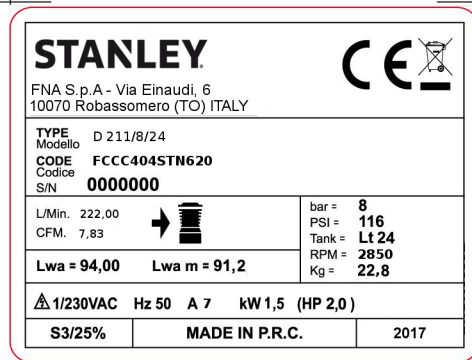 STANLEY
CE
FNA S.p.A - Via Einaudi, 6
10070 Robassomero (TO) ITALY
TYPE D 211/8/24
Modello
CODE FCCC404STN620
Codice
S/N 0000000
L/Min. 222,00
CFM. 7,83
bar = 8
PSI = 116
Tank = Lt 24
RPM = 2850
Kg = 22,8
Lwa = 94,00 Lwa m = 91,2
1/230VAC Hz 50 A 7 kW 1,5 (HP 2,0 )
S3/25% MADE IN P.R.C. 2017